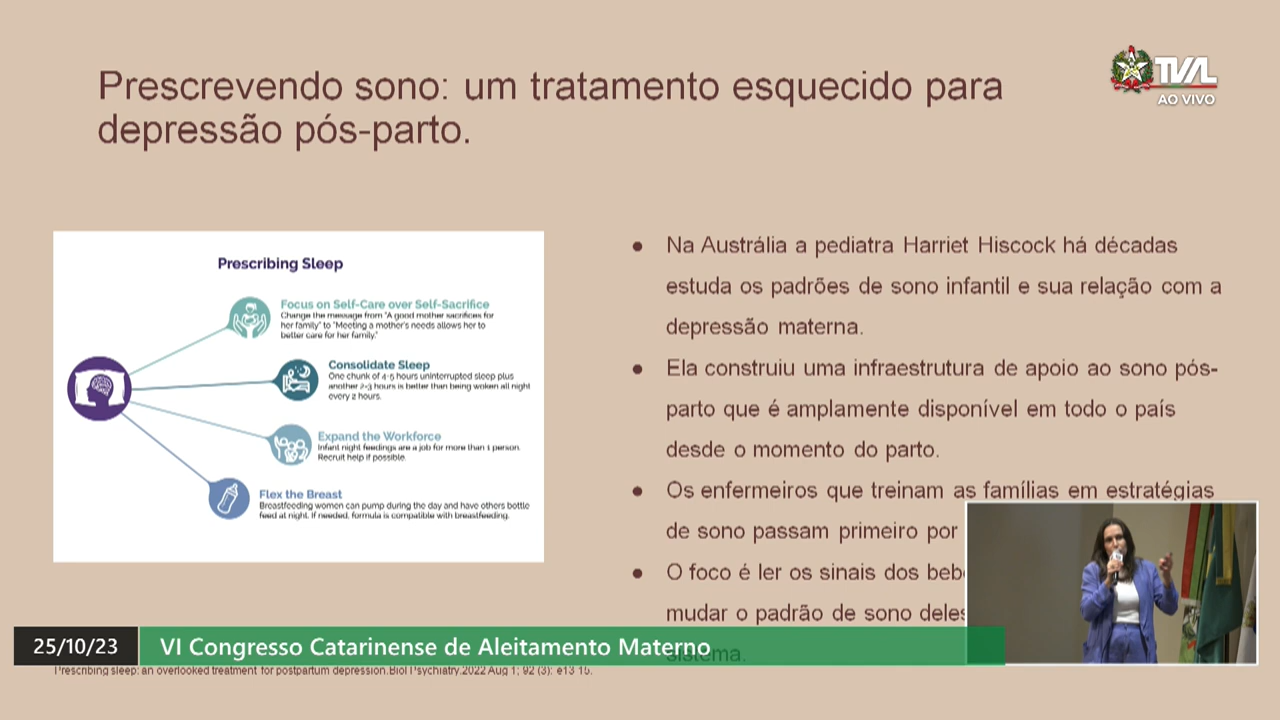 Prescrevendo sono: um tratamento esquecido para
depressão pós-parto.
TVAL
AO VIVO
Prescribing Sleep
Focus on Self-Care over Self-Sacrifice
Change the message from "A good mother sacrifices for
her family" to "Meeting a mother's needs allows her to
better care for her family."
Consolidate Sleep
One chunk of 4-5 hours uninterrupted sleep plus
another 2-3 hours is better than being woken all night
every 2 hours.
Expand the Workforce
Infant night feedings are a job for more than 1 person.
Recruit help if possible.
Flex the Breast
Breastfeeding women can pump during the day and have others bottle
feed at night. If needed, formula is compatible with breastfeeding.
● Na Austrália a pediatra Harriet Hiscock há décadas
estuda os padrões de sono infantil e sua relação com a
depressão materna.
● Ela construiu uma infraestrutura de apoio ao sono pós-
parto que é amplamente disponível em todo o país
desde o momento do parto.
● Os enfermeiros que treinam as famílias em estratégias
de sono passam primeiro por
● O foco é ler os sinais dos
mudar o padrão de sono deles
sistema.
25/10/23
VI Congresso Catarinense de Aleitamento Materno
Prescribing sleep: an overlooked treatment for postpartum depression.Biol Psychiatry.2022 Aug 1; 92 (3): e13 15.